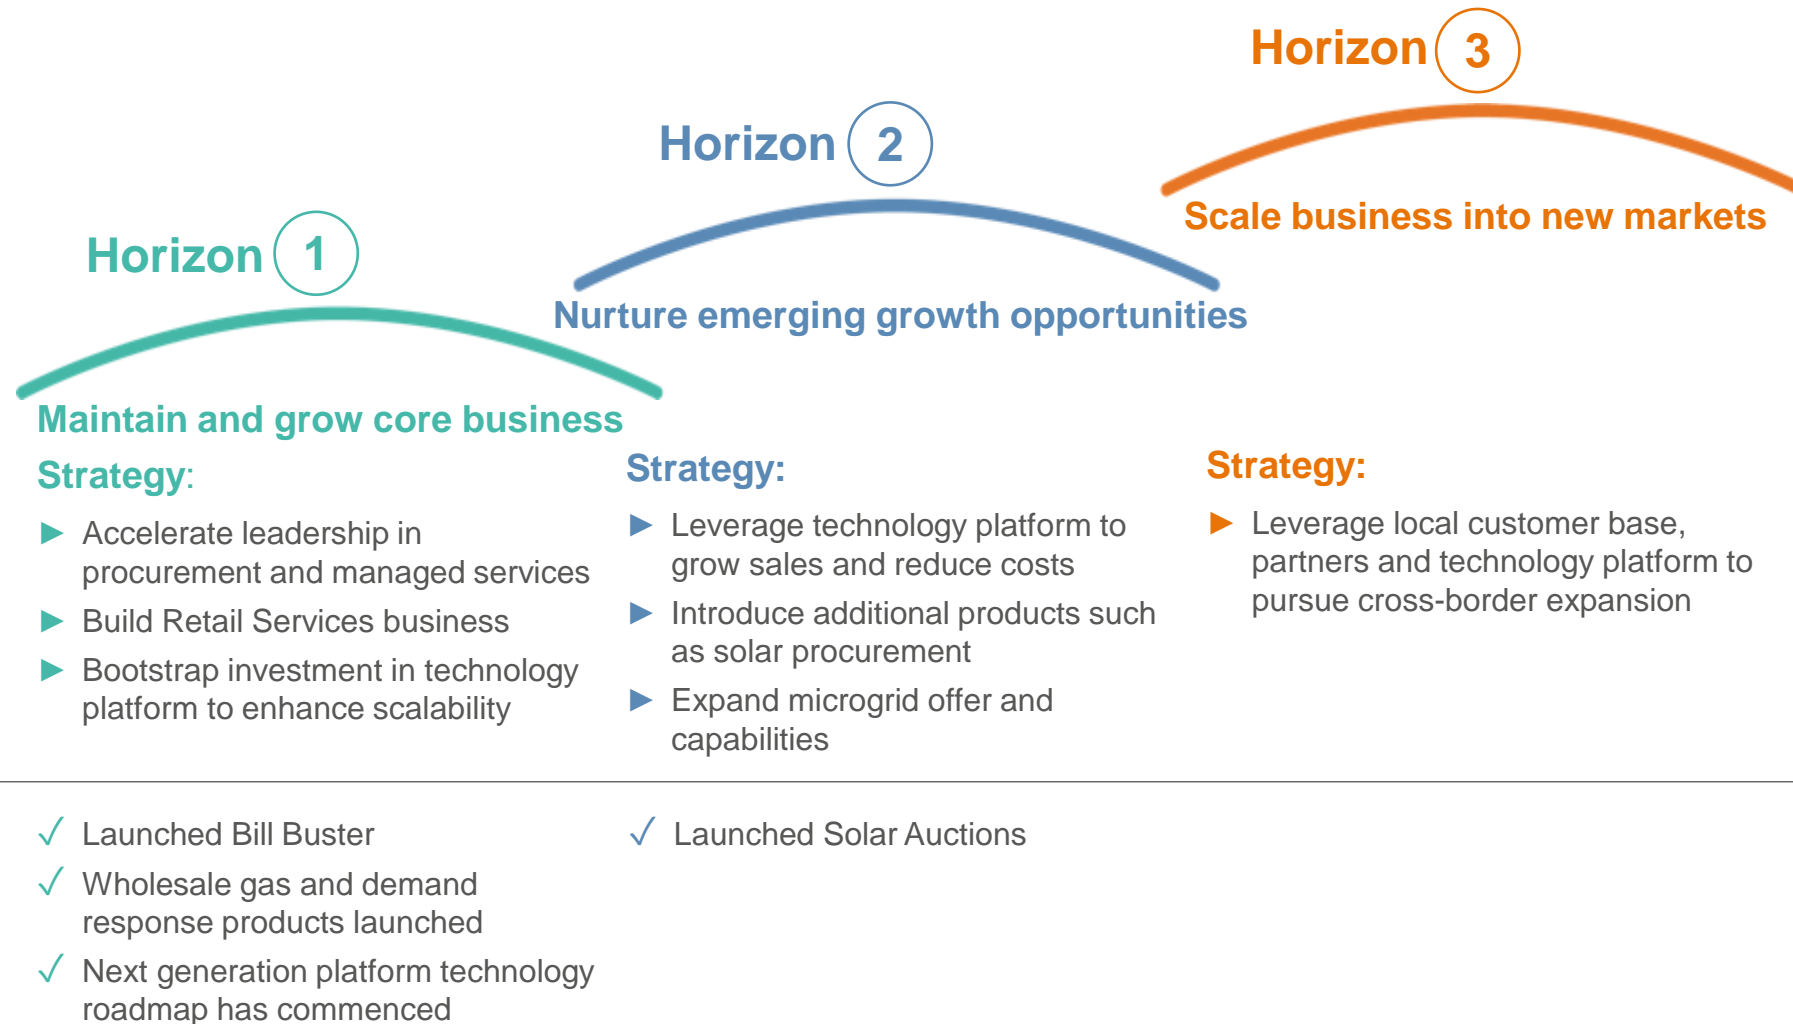 Horizon 1
Maintain and grow core business
Strategy:
► Accelerate leadership in
procurement and managed services
► Build Retail Services business
► Bootstrap investment in technology
platform to enhance scalability
✓ Launched Bill Buster
✓ Wholesale gas and demand
response products launched
✓ Next generation platform technology
roadmap has commenced
Horizon 2
Nurture emerging growth opportunities
Strategy:
► Leverage technology platform to
grow sales and reduce costs
► Introduce additional products such
as solar procurement
► Expand microgrid offer and
capabilities
✓ Launched Solar Auctions
Horizon 3
Scale business into new markets
Strategy:
► Leverage local customer base,
partners and technology platform to
pursue cross-border expansion